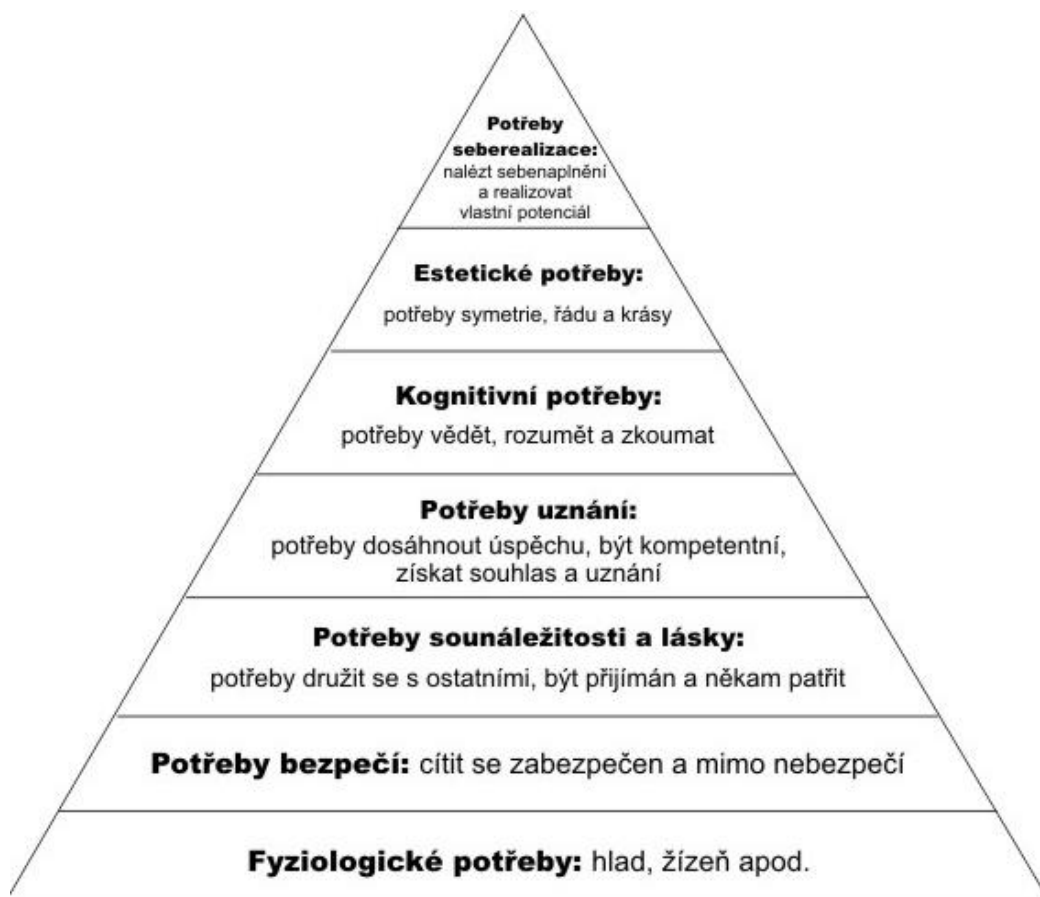 Potřeby
seberealizace:
nalézt sebenaplnění
a realizovat
vlastní potenciál
Estetické potřeby:
potřeby symetrie, řádu a krásy
Kognitivní potřeby:
potřeby vědět, rozumět a zkoumat
Potřeby uznání:
potřeby dosáhnout úspěchu, být kompetentní,
získat souhlas a uznání
Potřeby sounáležitosti a lásky:
potřeby družit se s ostatními, být přijímán a někam patřit
Potřeby bezpečí: cítit se zabezpečen a mimo nebezpečí
Fyziologické potřeby: hlad, žízeň apod.